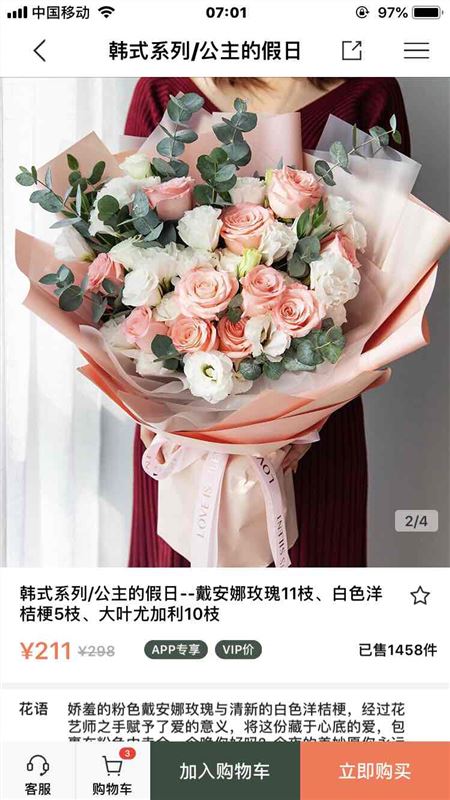 中国移动 07:01 97%
韩式系列/公主的假日
LOVE IS
2/4
韩式系列/公主的假日--戴安娜玫瑰11枝、白色洋
桔梗5枝、大叶尤加利10枝
¥211 ¥298 APP专享 VIP价 已售1458件
花语 娇羞的粉色戴安娜玫瑰与清新的白色洋桔梗，经过花
艺师之手赋予了爱的意义，将这份藏于心底的爱，包
3
客服 购物车 加入购物车 立即购买